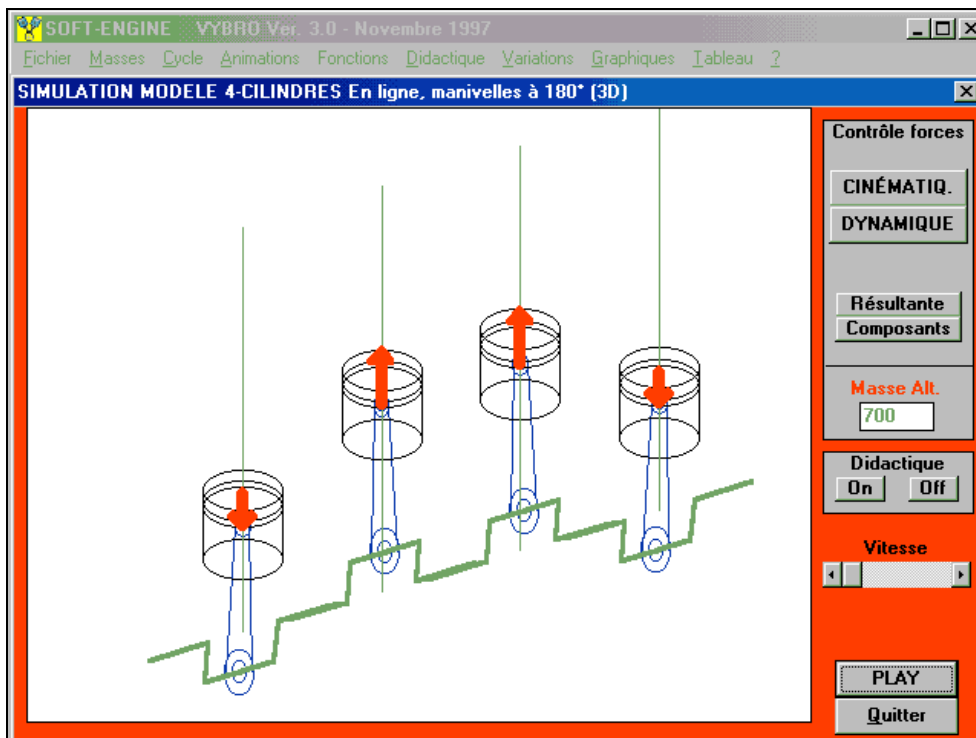 SOFT-ENGINE VYBRO Ver. 3.0 - Novembre 1997
Fichier Masses Cycle Animations Fonctions Didactique Variations Graphiques Tableau ?
SIMULATION MODELE 4-CILINDRES En ligne, manivelles à 180° (3D)
Contrôle forces
CINÉMATIQ.
DYNAMIQUE
Résultante
Composants
Masse Alt.
700
Didactique
On Off
Vitesse
PLAY
Quitter